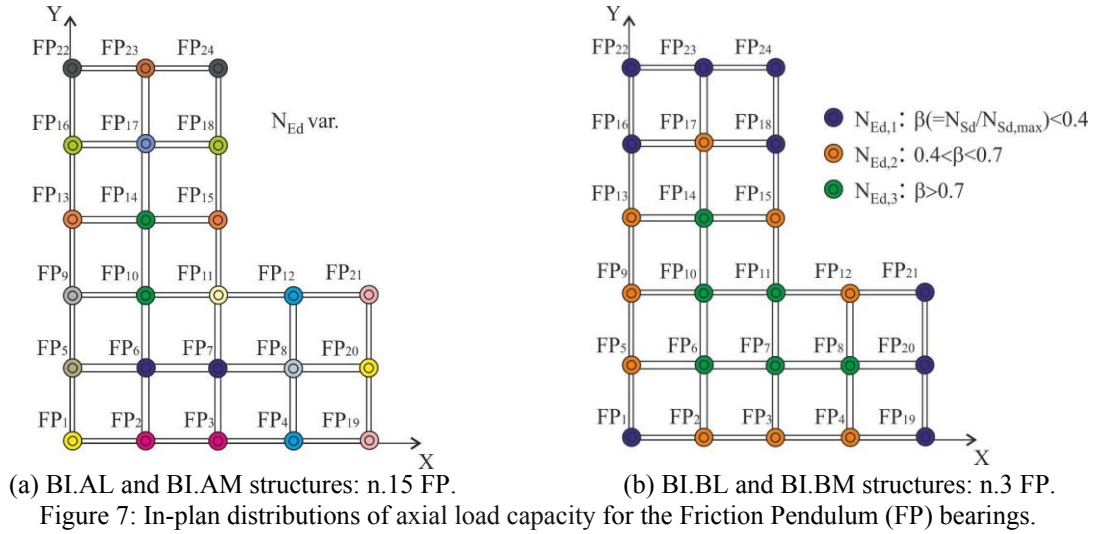 Y
FP22 FP23 FP24
FP16 FP17 FP18
NEd var.
FP13 FP14 FP15
FP9 FP10 FP11 FP12 FP21
FP5 FP6 FP7 FP8 FP20
FP1 FP2 FP3 FP4 FP19
X
(a) BI.AL and BI.AM structures: n.15 FP.
Y
FP22 FP23 FP24
FP16 FP17 FP18
NEd,1: β(=NSd/NSd,max)<0.4
NEd,2: 0.4<β<0.7
NEd,3: β>0.7
FP13 FP14 FP15
FP9 FP10 FP11 FP12 FP21
FP5 FP6 FP7 FP8 FP20
FP1 FP2 FP3 FP4 FP19
X
(b) BI.BL and BI.BM structures: n.3 FP.
Figure 7: In-plan distributions of axial load capacity for the Friction Pendulum (FP) bearings.